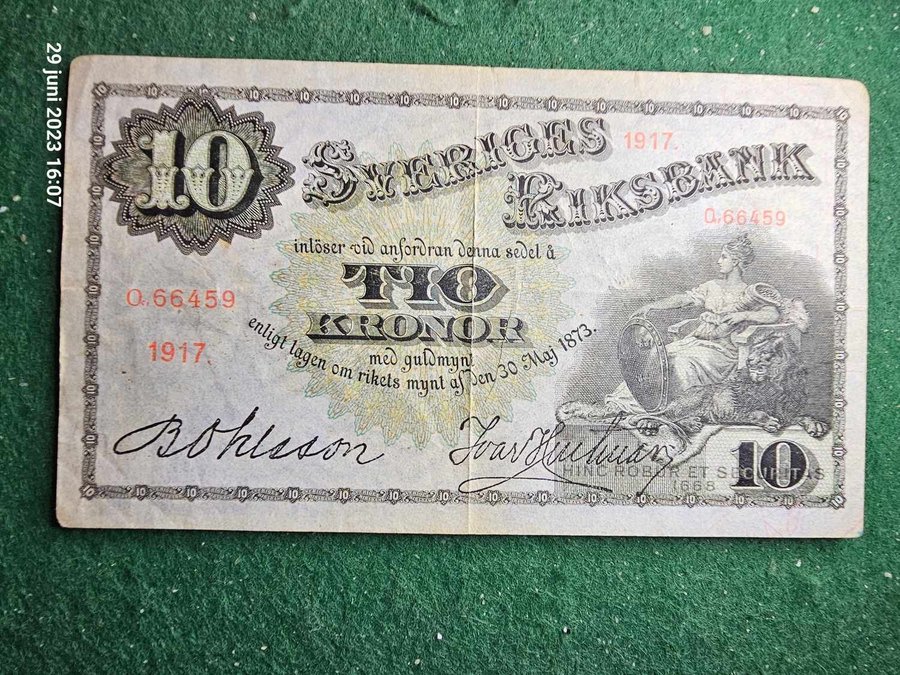 29 juni 2023 16:07
10
SVERIGES
1917.
RIKSBANK
O. 66459
inlöser vid anfordran denna sedel å
TIO
KRONOR
O. 66459
1917.
med guldmynt
enligt lagen om rikets mynt af den 30 Maj 1873.
B Ohlsson
Ivar Hultman
HINC ROBUR ET SECURITAS
1668
10